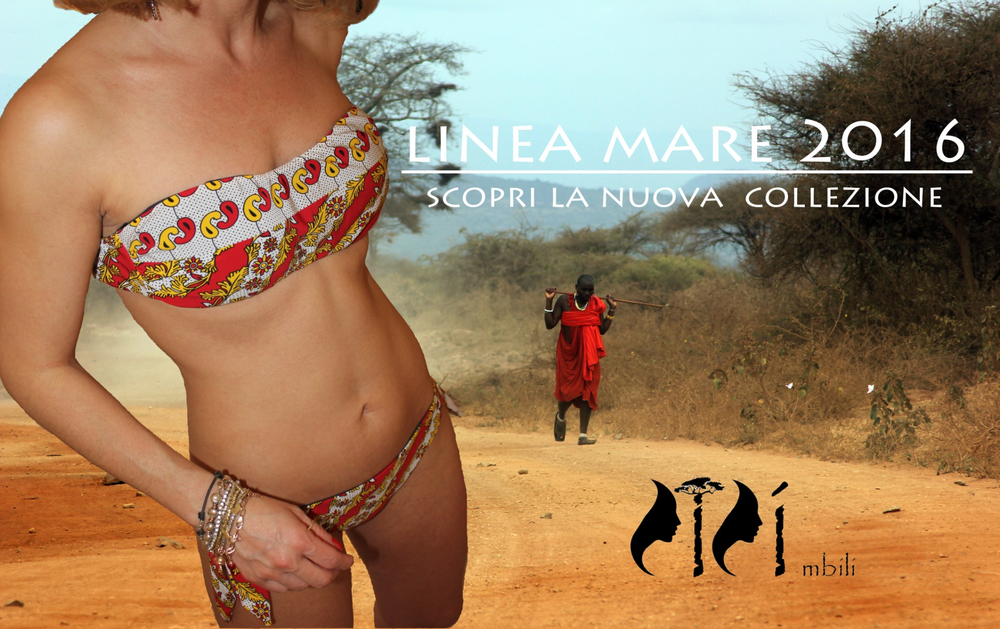 LINEA MARE 2016
SCOPRI LA NUOVA COLLEZIONE
mbili